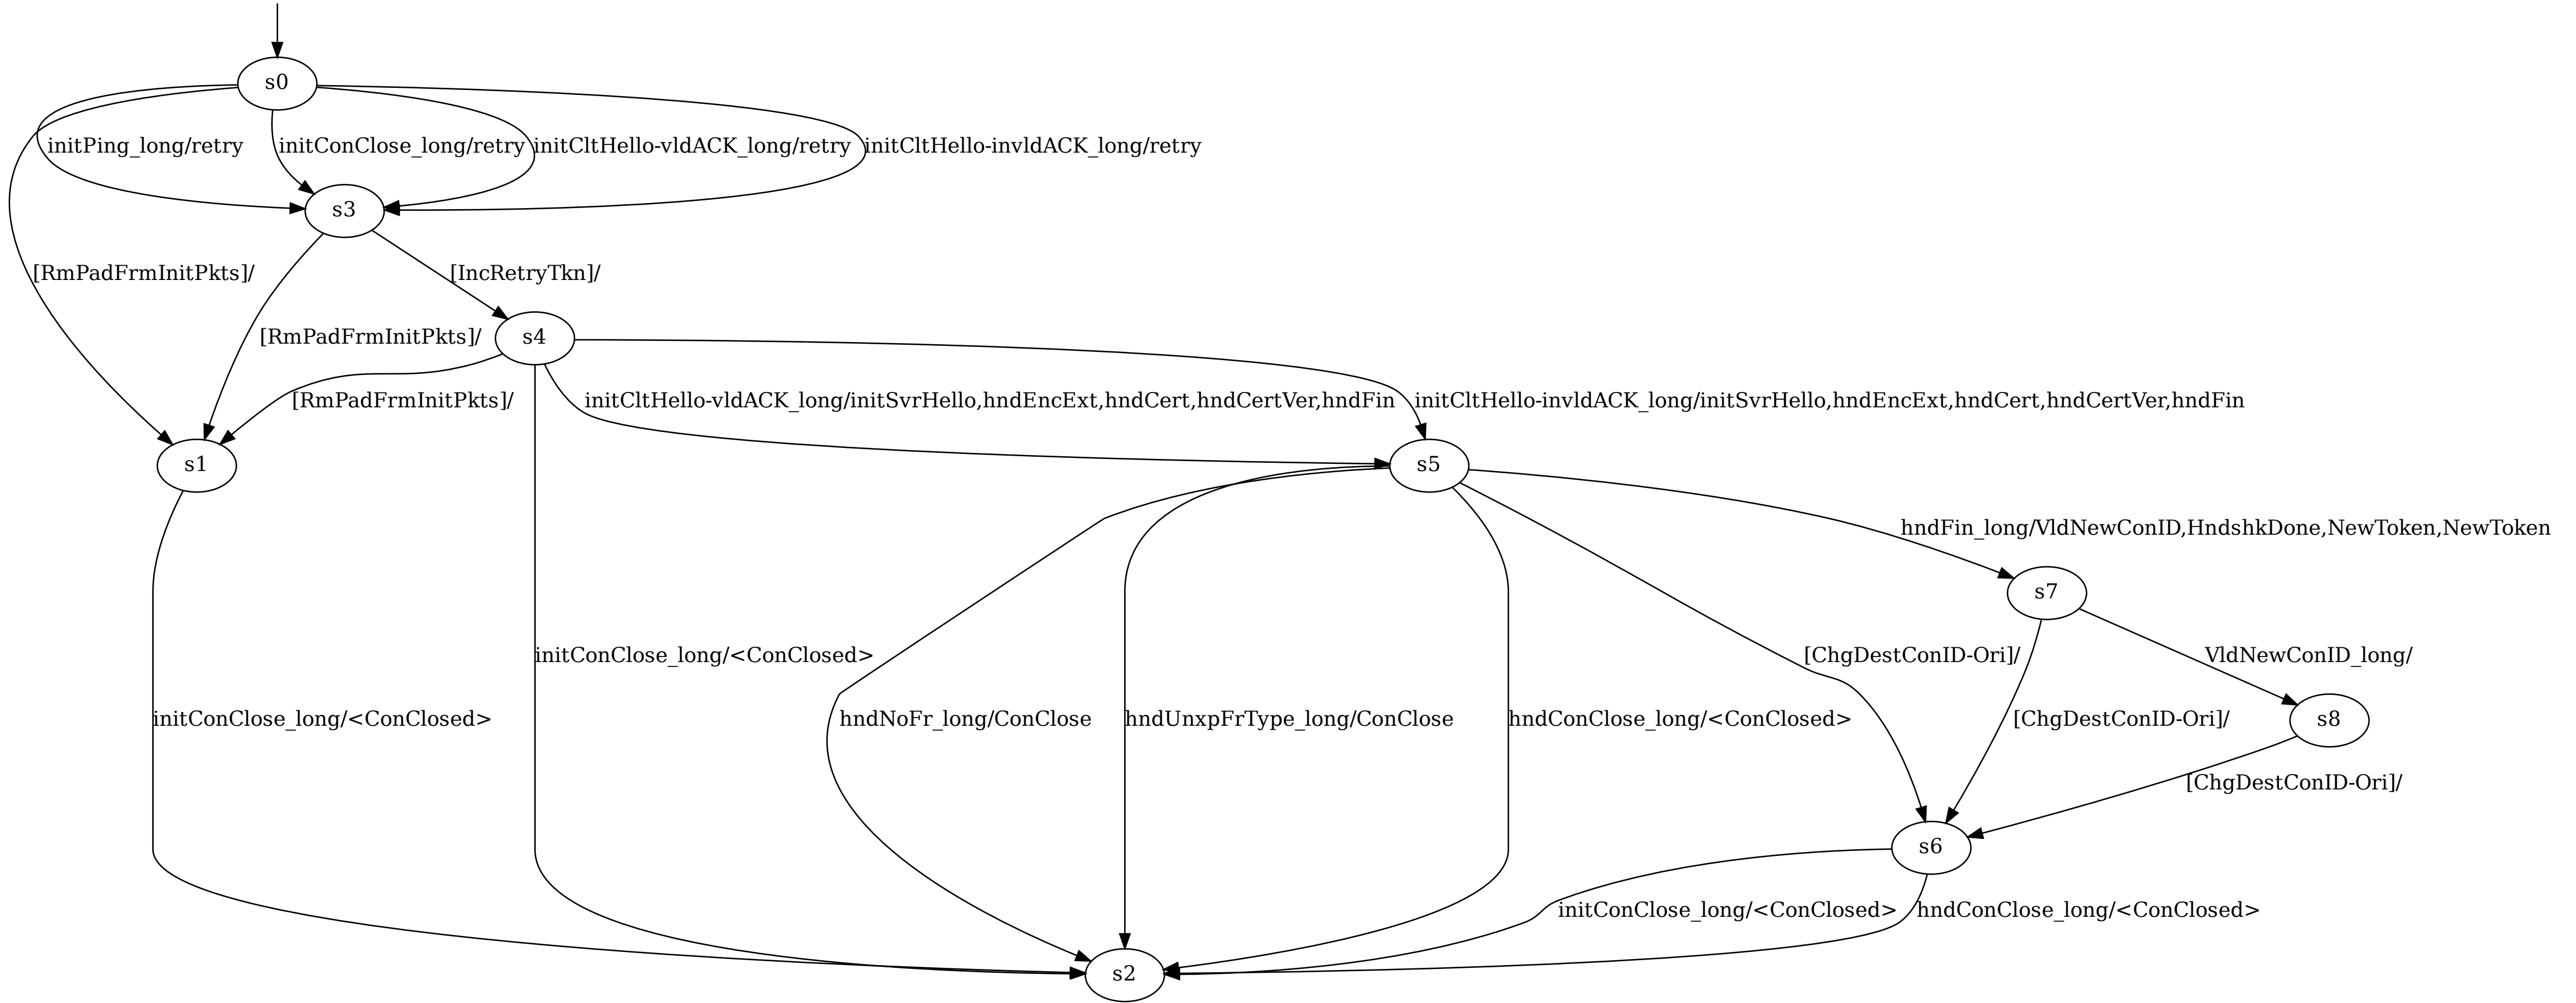 s0
initPing_long/retry
initConClose_long/retry
initCltHello-vldACK_long/retry
initCltHello-invldACK_long/retry
s3
[RmPadFrmInitPkts]/
[IncRetryTkn]/
[RmPadFrmInitPkts]/
s4
[RmPadFrmInitPkts]/
initCltHello-vldACK_long/initSvrHello,hndEncExt,hndCert,hndCertVer,hndFin
initCltHello-invldACK_long/initSvrHello,hndEncExt,hndCert,hndCertVer,hndFin
s1
s5
hndFin_long/VldNewConID,HndshkDone,NewToken,NewToken
s7
initConClose_long/<ConClosed>
[ChgDestConID-Ori]/
VldNewConID_long/
initConClose_long/<ConClosed>
hndNoFr_long/ConClose
hndUnxpFrType_long/ConClose
hndConClose_long/<ConClosed>
[ChgDestConID-Ori]/
s8
[ChgDestConID-Ori]/
s6
initConClose_long/<ConClosed>
hndConClose_long/<ConClosed>
s2